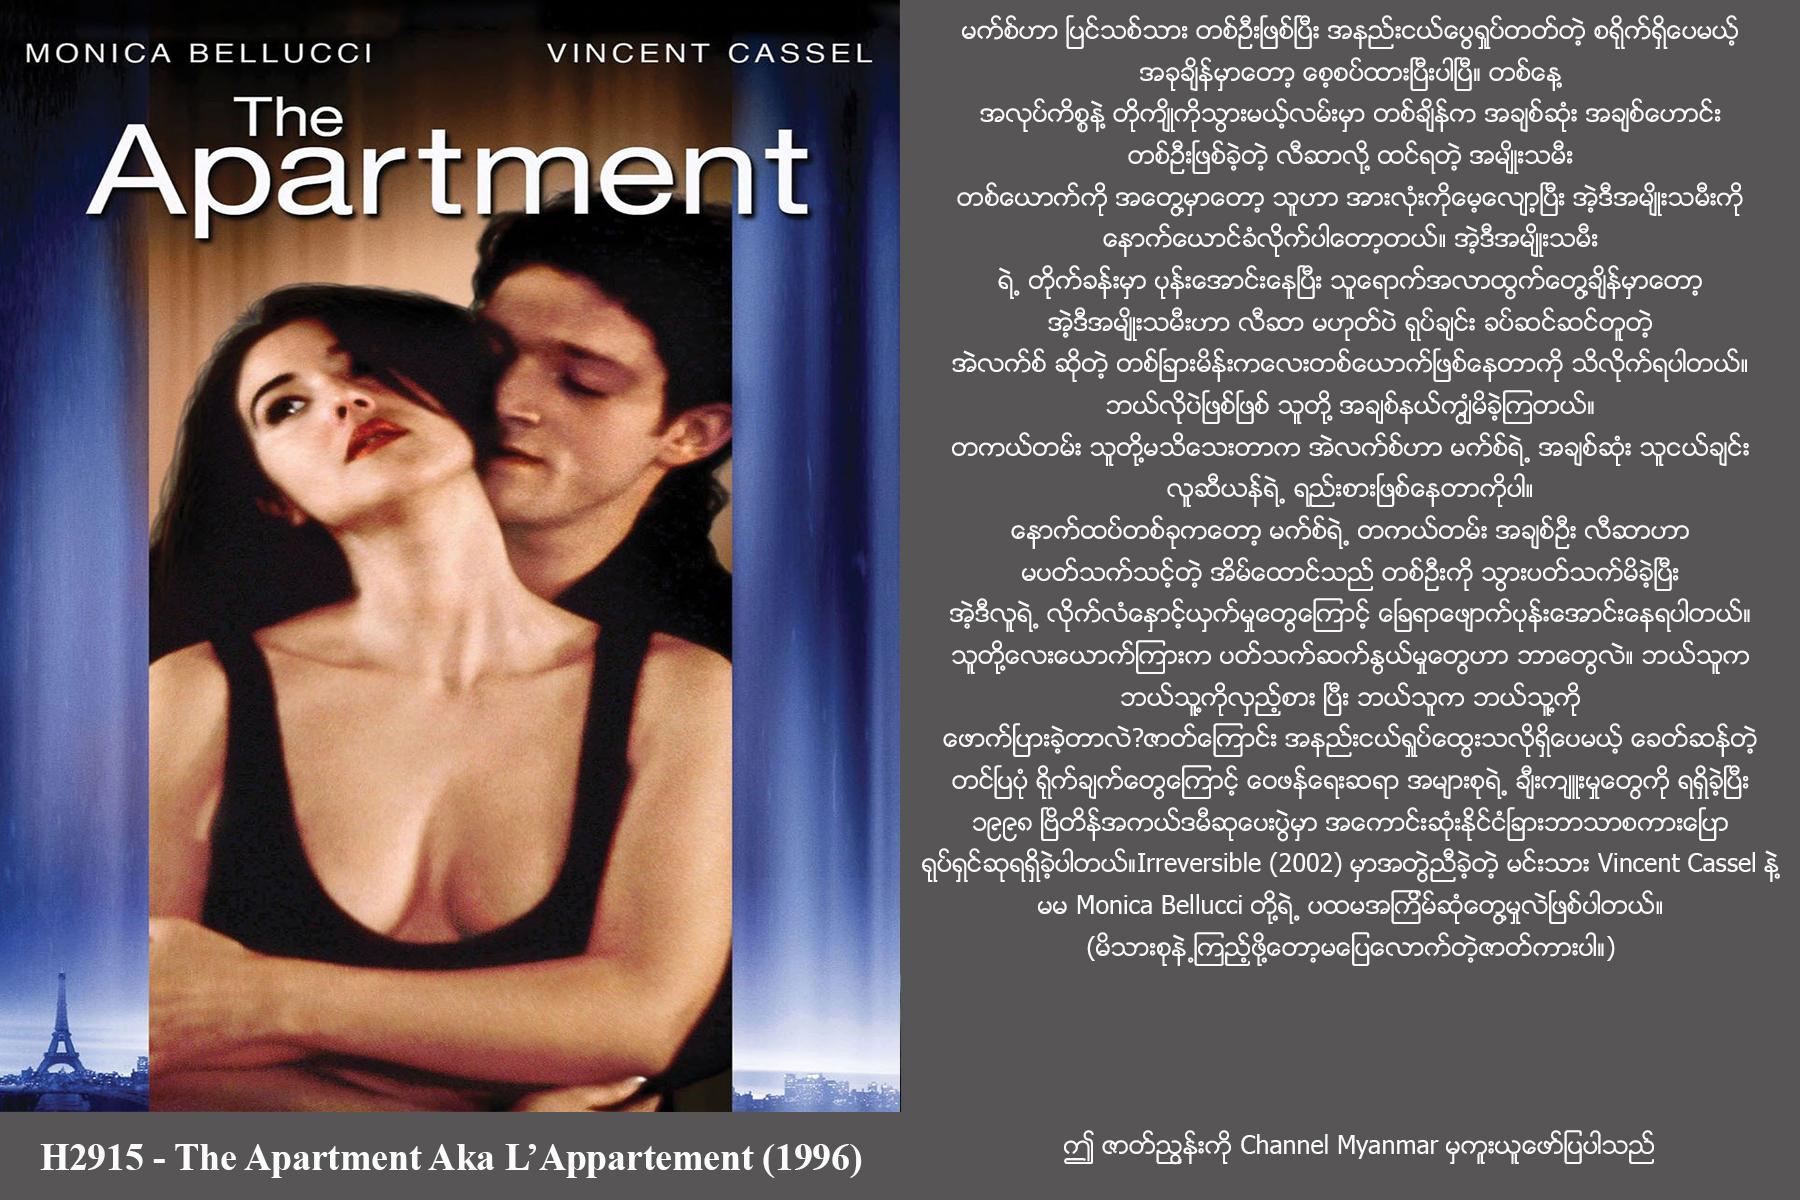 MONICA BELLUCCI
VINCENT CASSEL
The
Apartment
H2915 - The Apartment Aka L’Appartement (1996)
မက်စ်ဟာ ပြင်သစ်သား တစ်ဦးဖြစ်ပြီး အနည်းငယ်ပွေရှုပ်တတ်တဲ့ စရိုက်ရှိပေမယ့်
အခုချိန်မှာတော့ စေ့စပ်ထားပြီးပါပြီ။ တစ်နေ့
အလုပ်ကိစ္စနဲ့ တိုကျိုကိုသွားမယ့်လမ်းမှာ တစ်ချိန်က အချစ်ဆုံး အချစ်ဟောင်း
တစ်ဦးဖြစ်ခဲ့တဲ့ လီဆာလို့ ထင်ရတဲ့ အမျိုးသမီး
တစ်ယောက်ကို အတွေ့မှာတော့ သူဟာ အားလုံးကိုမေ့လျော့ပြီး အဲ့ဒီအမျိုးသမီးကို
နောက်ယောင်ခံလိုက်ပါတော့တယ်။ အဲ့ဒီအမျိုးသမီး
ရဲ့ တိုက်ခန်းမှာ ပုန်းအောင်းနေပြီး သူရောက်အလာထွက်တွေ့ချိန်မှာတော့
အဲ့ဒီအမျိုးသမီးဟာ လီဆာ မဟုတ်ပဲ ရုပ်ချင်း ခပ်ဆင်ဆင်တူတဲ့
အဲလက်စ် ဆိုတဲ့ တစ်ခြားမိန်းကလေးတစ်ယောက်ဖြစ်နေတာကို သိလိုက်ရပါတယ်။
ဘယ်လိုပဲဖြစ်ဖြစ် သူတို့ အချစ်နယ်ကျွံမိခဲ့ကြတယ်။
တကယ်တမ်း သူတို့မသိသေးတာက အဲလက်စ်ဟာ မက်စ်ရဲ့ အချစ်ဆုံး သူငယ်ချင်း
လူဆီယန်ရဲ့ ရည်းစားဖြစ်နေတာကိုပါ။
နောက်ထပ်တစ်ခုကတော့ မက်စ်ရဲ့ တကယ်တမ်း အချစ်ဦး လီဆာဟာ
မပတ်သက်သင့်တဲ့ အိမ်ထောင်သည် တစ်ဦးကို သွားပတ်သက်မိခဲ့ပြီး
အဲ့ဒီလူရဲ့ လိုက်လံနှောင့်ယှက်မှုတွေကြောင့် ခြေရာဖျောက်ပုန်းအောင်းနေရပါတယ်။
သူတို့လေးယောက်ကြားက ပတ်သက်ဆက်နွယ်မှုတွေဟာ ဘာတွေလဲ။ ဘယ်သူက
ဘယ်သူ့ကိုလှည့်စား ပြီး ဘယ်သူက ဘယ်သူ့ကို
ဖောက်ပြားခဲ့တာလဲ?ဇာတ်ကြောင်း အနည်းငယ်ရှုပ်ထွေးသလိုရှိပေမယ့် ခေတ်ဆန်တဲ့
တင်ပြပုံ ရိုက်ချက်တွေကြောင့် ဝေဖန်ရေးဆရာ အများစုရဲ့ ချီးကျူးမှုတွေကို ရရှိခဲ့ပြီး
၁၉၉၈ ဗြိတိန်အကယ်ဒမီဆုပေးပွဲမှာ အကောင်းဆုံးနိုင်ငံခြားဘာသာစကားပြော
ရုပ်ရှင်ဆုရရှိခဲ့ပါတယ်။Irreversible (2002) မှာအတွဲညီခဲ့တဲ့ မင်းသား Vincent Cassel နဲ့
မမ Monica Bellucci တို့ရဲ့ ပထမအကြိမ်ဆုံတွေ့မှုလဲဖြစ်ပါတယ်။
(မိသားစုနဲ့ကြည့်ဖို့တော့မပြေလောက်တဲ့ဇာတ်ကားပါ။)
ဤ ဇာတ်ညွှန်းကို Channel Myanmar မှကူးယူဖော်ပြပါသည်